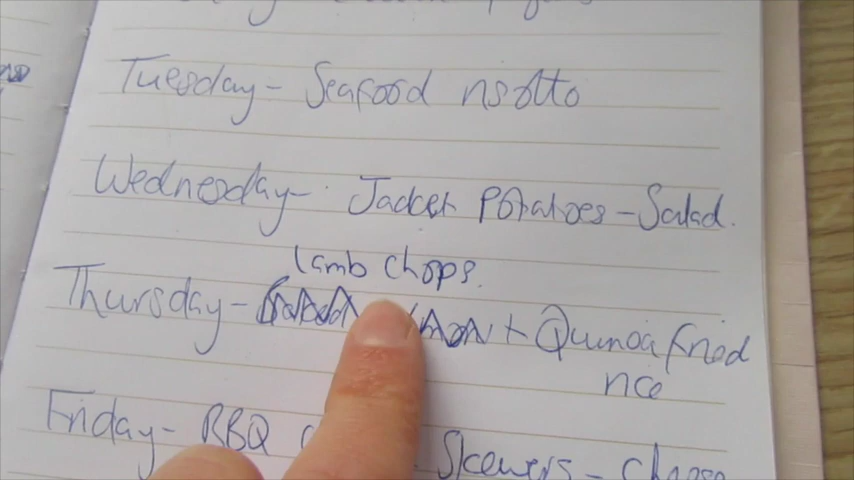 Tuesday - Seafood risotto
Wednesday - Jacket Potatoes - Salad.
lamb chops.
Thursday - + Quinoa fried
rice
Friday - BBQ Skewers -